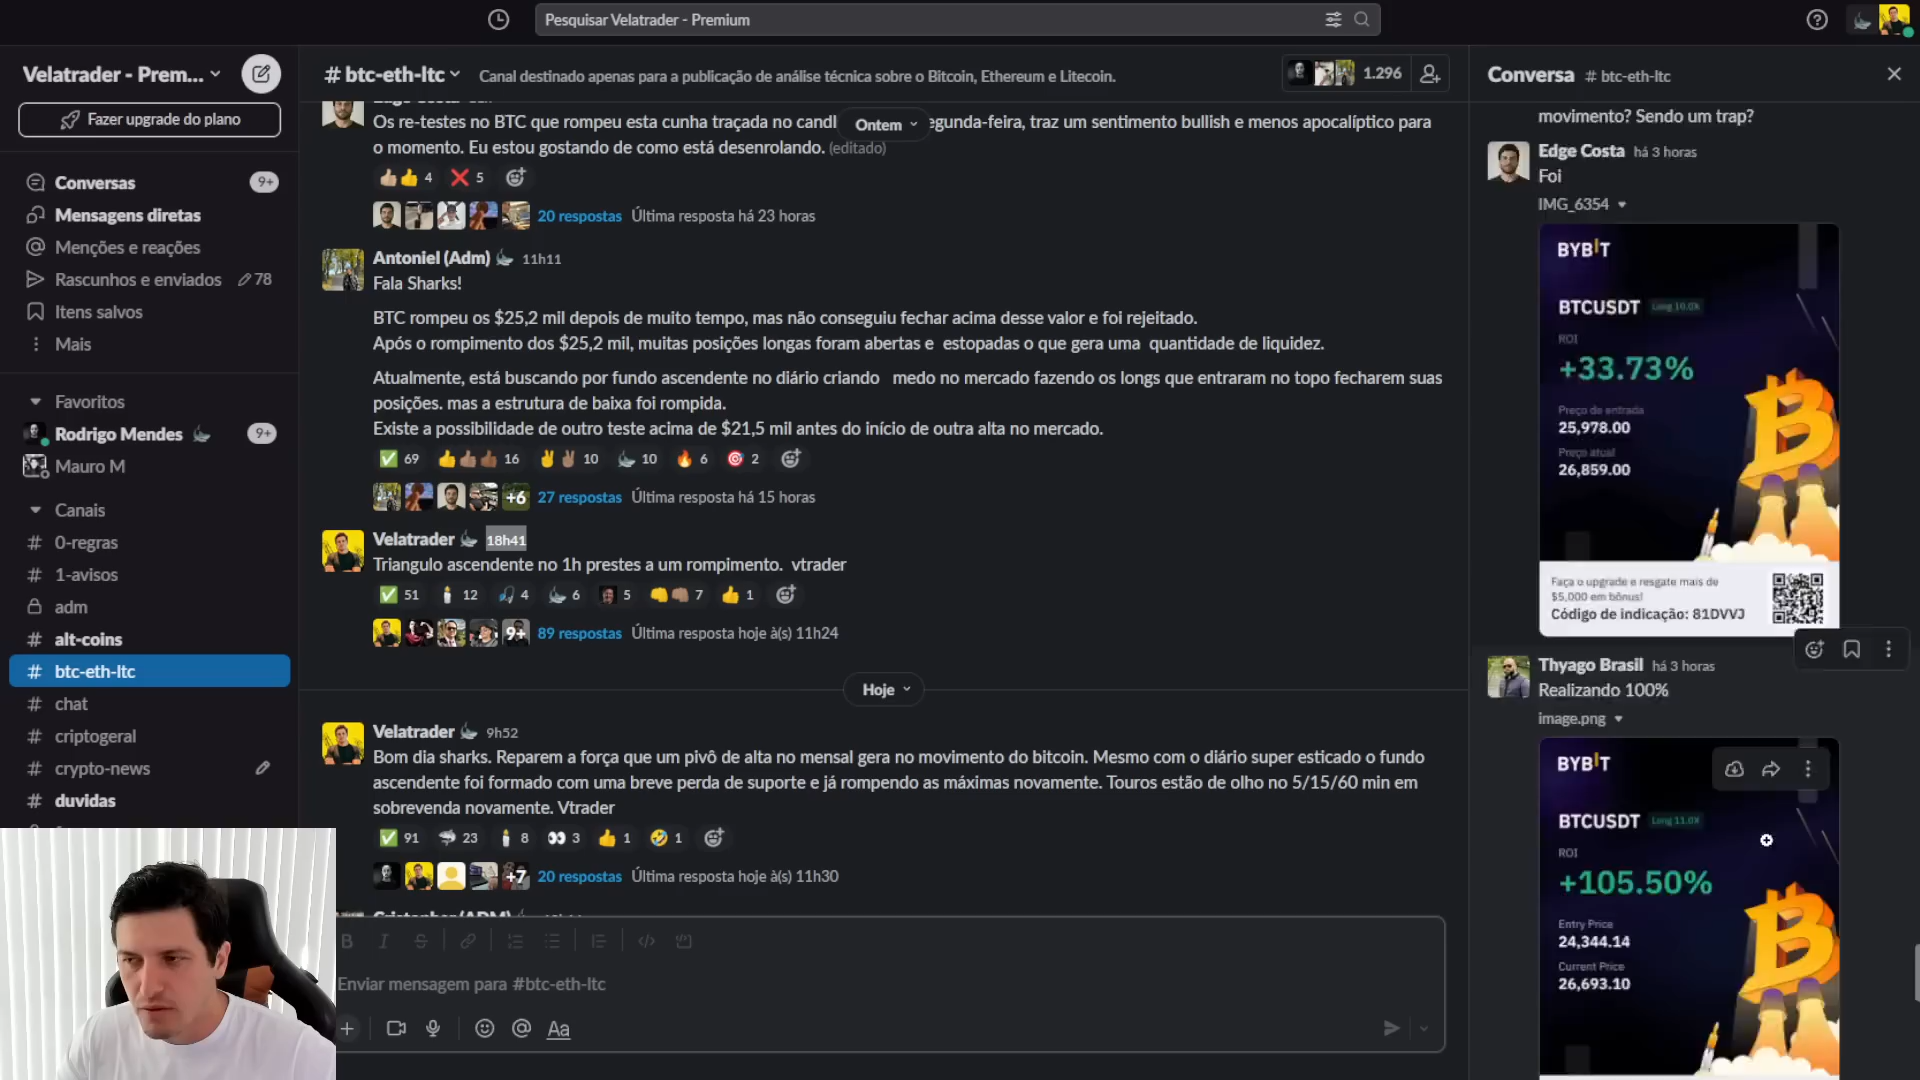 Pesquisar Velatrader - Premium
Velatrader - Prem...
Fazer upgrade do plano
Conversas 9+
Mensagens diretas
Menções e reações
Rascunhos e enviados 78
Itens salvos
Mais
Favoritos
Rodrigo Mendes 9+
Mauro M
Canais
# 0-regras
# 1-avisos
adm
# alt-coins
# btc-eth-ltc
# chat
# criptogeral
# crypto-news
# duvidas
# btc-eth-ltc
Canal destinado apenas para a publicação de análise técnica sobre o Bitcoin, Ethereum e Litecoin.
1.296
Edge Costa
Ontem
Os re-testes no BTC que rompeu esta cunha traçada no candl egunda-feira, traz um sentimento bullish e menos apocalíptico para
o momento. Eu estou gostando de como está desenrolando. (editado)
4 5
20 respostas Última resposta há 23 horas
Antoniel (Adm) 11h11
Fala Sharks!
BTC rompeu os $25,2 mil depois de muito tempo, mas não conseguiu fechar acima desse valor e foi rejeitado.
Após o rompimento dos $25,2 mil, muitas posições longas foram abertas e estopadas o que gera uma quantidade de liquidez.
Atualmente, está buscando por fundo ascendente no diário criando medo no mercado fazendo os longs que entraram no topo fecharem suas
posições. mas a estrutura de baixa foi rompida.
Existe a possibilidade de outro teste acima de $21,5 mil antes do início de outra alta no mercado.
69 16 10 10 6 2
+6 27 respostas Última resposta há 15 horas
Velatrader 18h41
Triangulo ascendente no 1h prestes a um rompimento. vtrader
51 12 4 6 5 7 1
9+ 89 respostas Última resposta hoje à(s) 11h24
Hoje
Velatrader 9h52
Bom dia sharks. Reparem a força que um pivô de alta no mensal gera no movimento do bitcoin. Mesmo com o diário super esticado o fundo
ascendente foi formado com uma breve perda de suporte e já rompendo as máximas novamente. Touros estão de olho no 5/15/60 min em
sobrevenda novamente. Vtrader
91 23 8 3 1 1
+7 20 respostas Última resposta hoje à(s) 11h30
Cristopher (ADM)
B I S
Enviar mensagem para #btc-eth-ltc
Aa
Conversa # btc-eth-ltc
movimento? Sendo um trap?
Edge Costa há 3 horas
Foi
IMG_6354
BYBIT
BTCUSDT Long 10.0X
ROI
+33.73%
Preço de entrada
25,978.00
Preço atual
26,859.00
Faça o upgrade e resgate mais de
$5,000 em bônus!
Código de indicação: 81DVVJ
Thyago Brasil há 3 horas
Realizando 100%
image.png
BYBIT
BTCUSDT Long 11.0X
ROI
+105.50%
Entry Price
24,344.14
Current Price
26,693.10